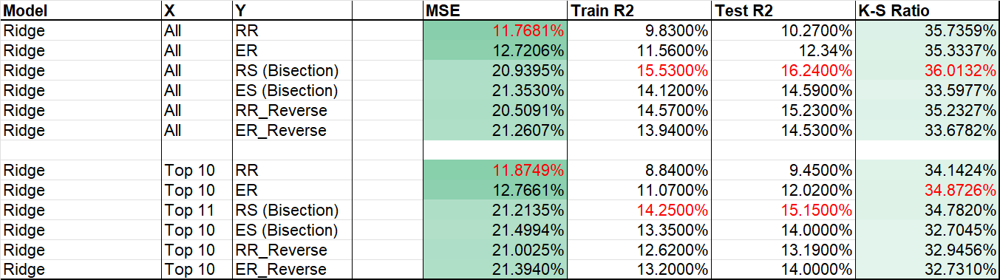 Model X Y MSE Train R2 Test R2 K-S Ratio
Ridge All RR 11.7681% 9.8300% 10.2700% 35.7359%
Ridge All ER 12.7206% 11.5600% 12.34% 35.3337%
Ridge All RS (Bisection) 20.9395% 15.5300% 16.2400% 36.0132%
Ridge All ES (Bisection) 21.3530% 14.1200% 14.5900% 33.5977%
Ridge All RR_Reverse 20.5091% 14.5700% 15.2300% 35.2327%
Ridge All ER_Reverse 21.2607% 13.9400% 14.5300% 33.6782%
Ridge Top 10 RR 11.8749% 8.8400% 9.4500% 34.1424%
Ridge Top 10 ER 12.7661% 11.0700% 12.0200% 34.8726%
Ridge Top 11 RS (Bisection) 21.2135% 14.2500% 15.1500% 34.7820%
Ridge Top 10 ES (Bisection) 21.4994% 13.3500% 14.0000% 32.7045%
Ridge Top 10 RR_Reverse 21.0025% 12.6200% 13.1900% 32.9456%
Ridge Top 10 ER_Reverse 21.3940% 13.2000% 14.0000% 32.7310%